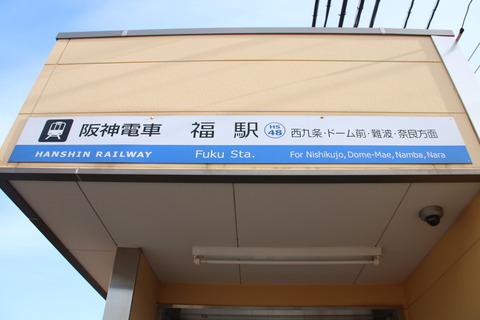 阪神電車 福駅 HS 48 西九条・ドーム前・難波・奈良方面
HANSHIN RAILWAY Fuku Sta. For Nishikujo, Dome-Mae, Namba, Nara